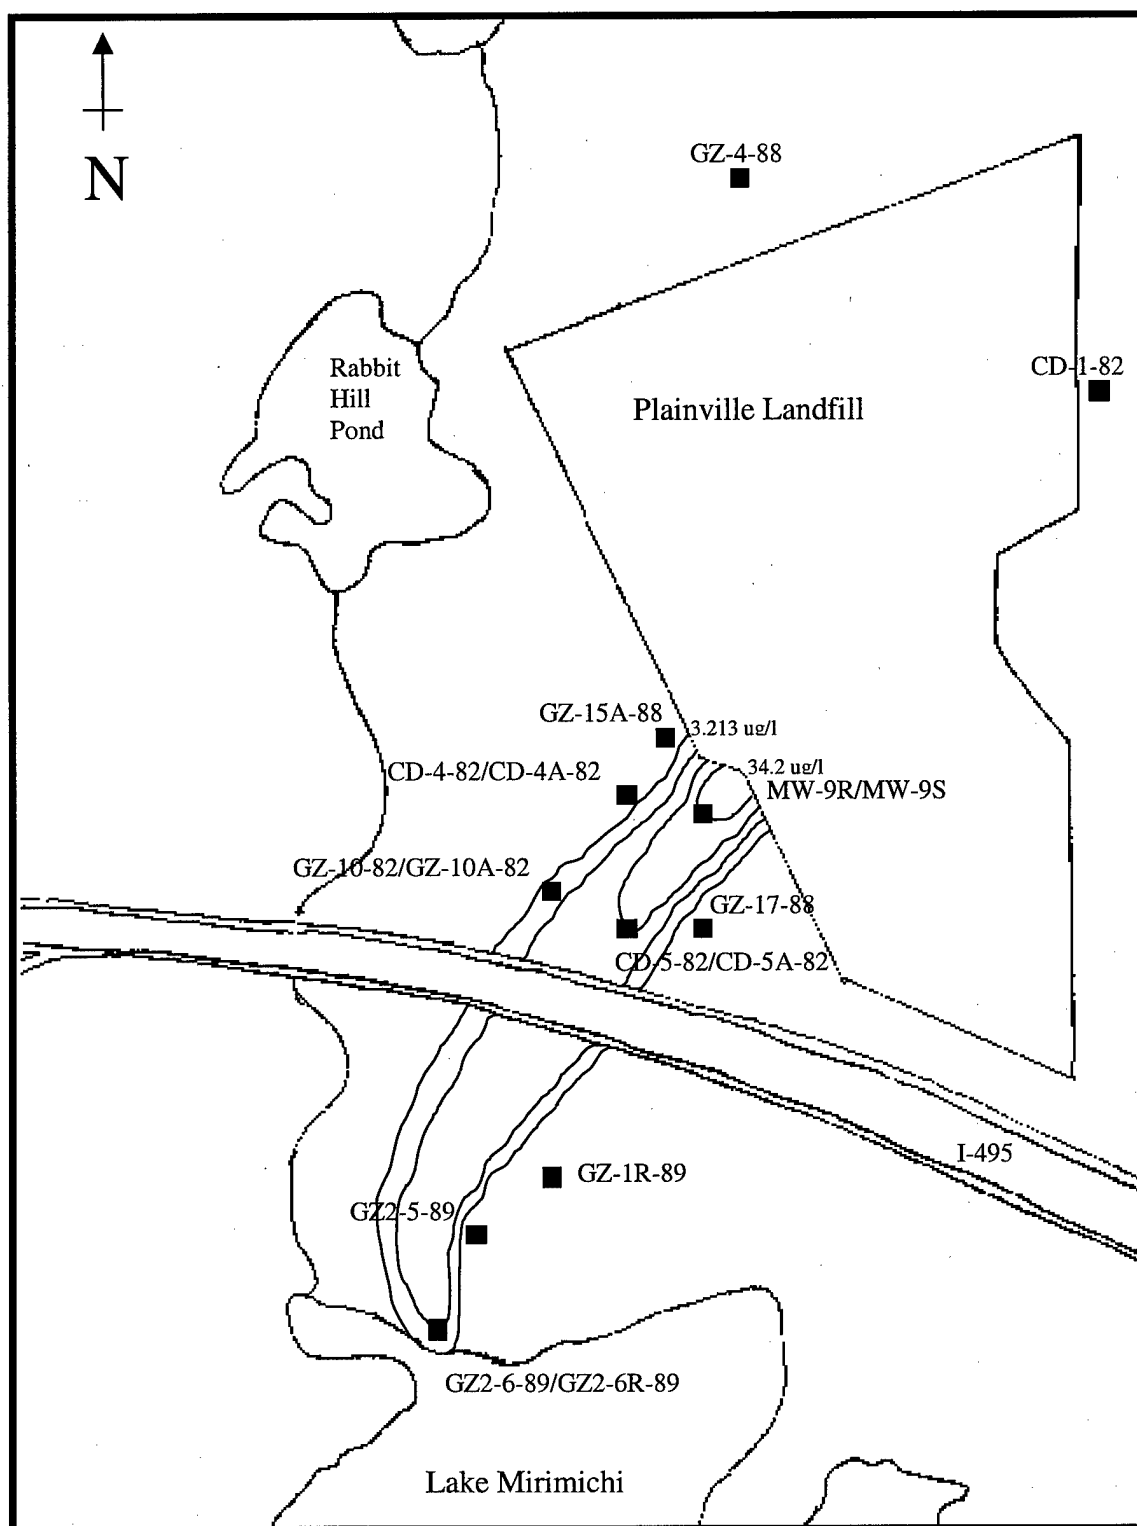 N
GZ-4-88
CD-1-82
Rabbit
Hill
Pond
Plainville Landfill
GZ-15A-88
3.213 ug/l
CD-4-82/CD-4A-82
34.2 ug/l
MW-9R/MW-9S
GZ-10-82/GZ-10A-82
GZ-17-88
CD-5-82/CD-5A-82
I-495
GZ-1R-89
GZ2-5-89
GZ2-6-89/GZ2-6R-89
Lake Mirimichi